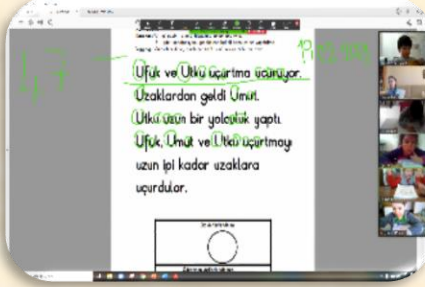 Ufuk ve Utku uçurtma uçuruyor.
Uzaklardan geldi Umut.
Utku uzun bir yolculuk yaptı.
Ufuk, Umut ve Utku uçurtmayı
uzun ipi kadar uzaklara
uçurdular.